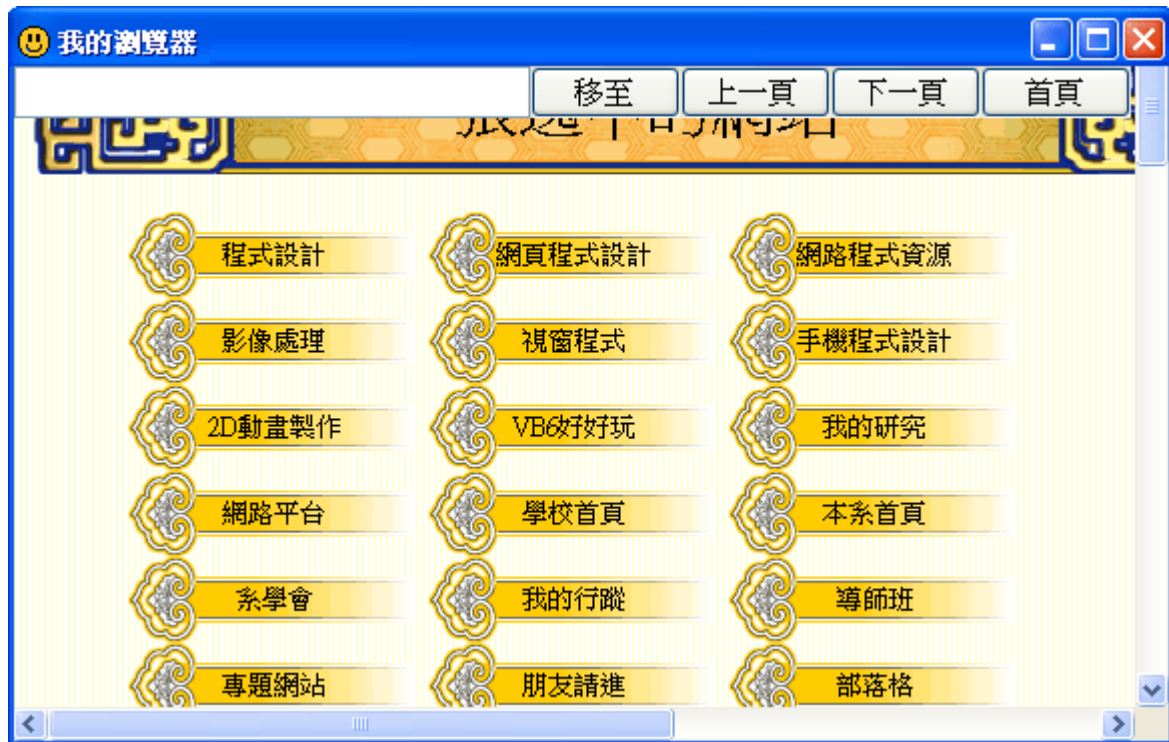 我的瀏覽器
移至 上一頁 下一頁 首頁
程式設計 網頁程式設計 網路程式資源
影像處理 視窗程式 手機程式設計
2D動畫製作 VB6好好玩 我的研究
網路平台 學校首頁 本系首頁
系學會 我的行蹤 導師班
專題網站 朋友請進 部落格